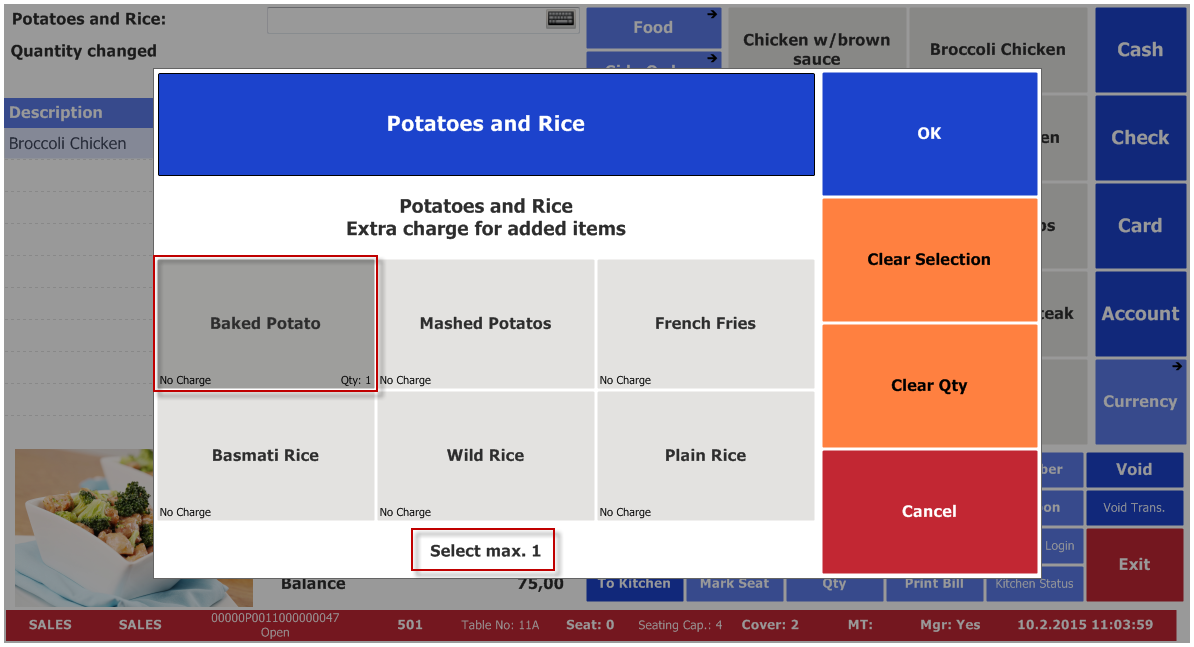 Potatoes and Rice:
Quantity changed
Food
Chicken w/brown
sauce
Broccoli Chicken
Cash
Description
Broccoli Chicken
Potatoes and Rice
OK
en
Check
Potatoes and Rice
Extra charge for added items
Clear Selection
Card
Baked Potato
No Charge
Qty: 1
Mashed Potatos
No Charge
French Fries
No Charge
teak
Account
Clear Qty
Currency
Basmati Rice
No Charge
Wild Rice
No Charge
Plain Rice
No Charge
Cancel
ber
Void
on
Void Trans.
Select max. 1
Login
Exit
Balance
75,00
To Kitchen
Mark Seat
Qty
Print Bill
Kitchen Status
SALES
SALES
00000P0011000000047
Open
501
Table No: 11A
Seat: 0
Seating Cap.: 4
Cover: 2
MT:
Mgr: Yes
10.2.2015 11:03:59